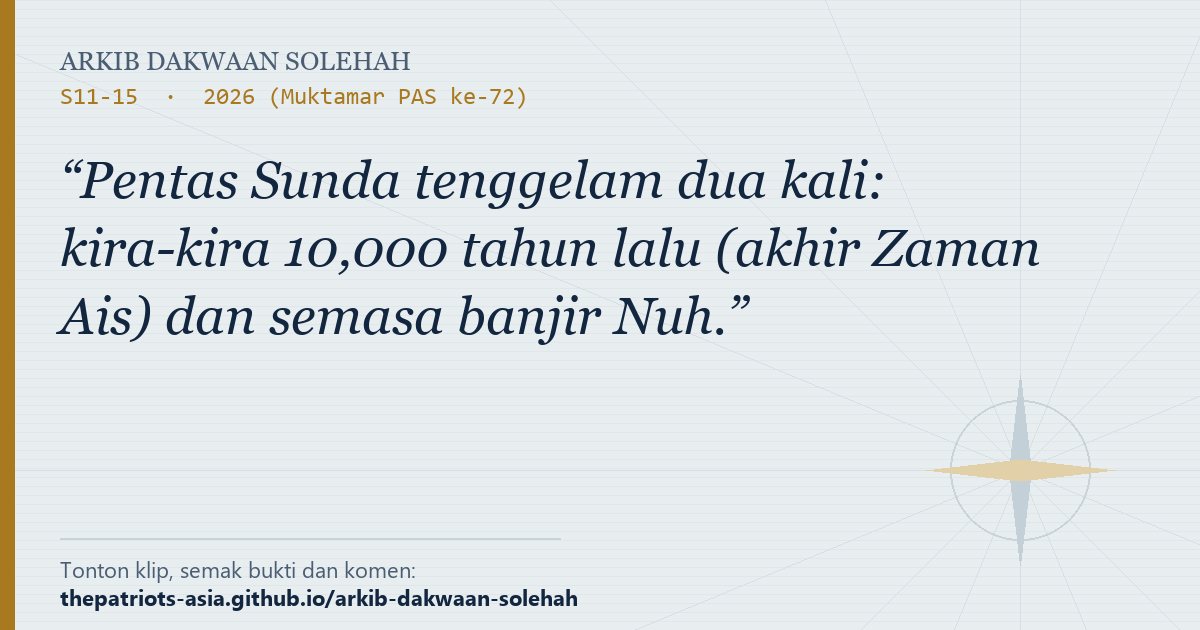 ARKIB DAKWAAN SOLEHAH
S11-15 · 2026 (Muktamar PAS ke-72)
“Pentas Sunda tenggelam dua kali:
kira-kira 10,000 tahun lalu (akhir Zaman
Ais) dan semasa banjir Nuh.”
Tonton klip, semak bukti dan komen:
thepatriots-asia.github.io/arkib-dakwaan-solehah